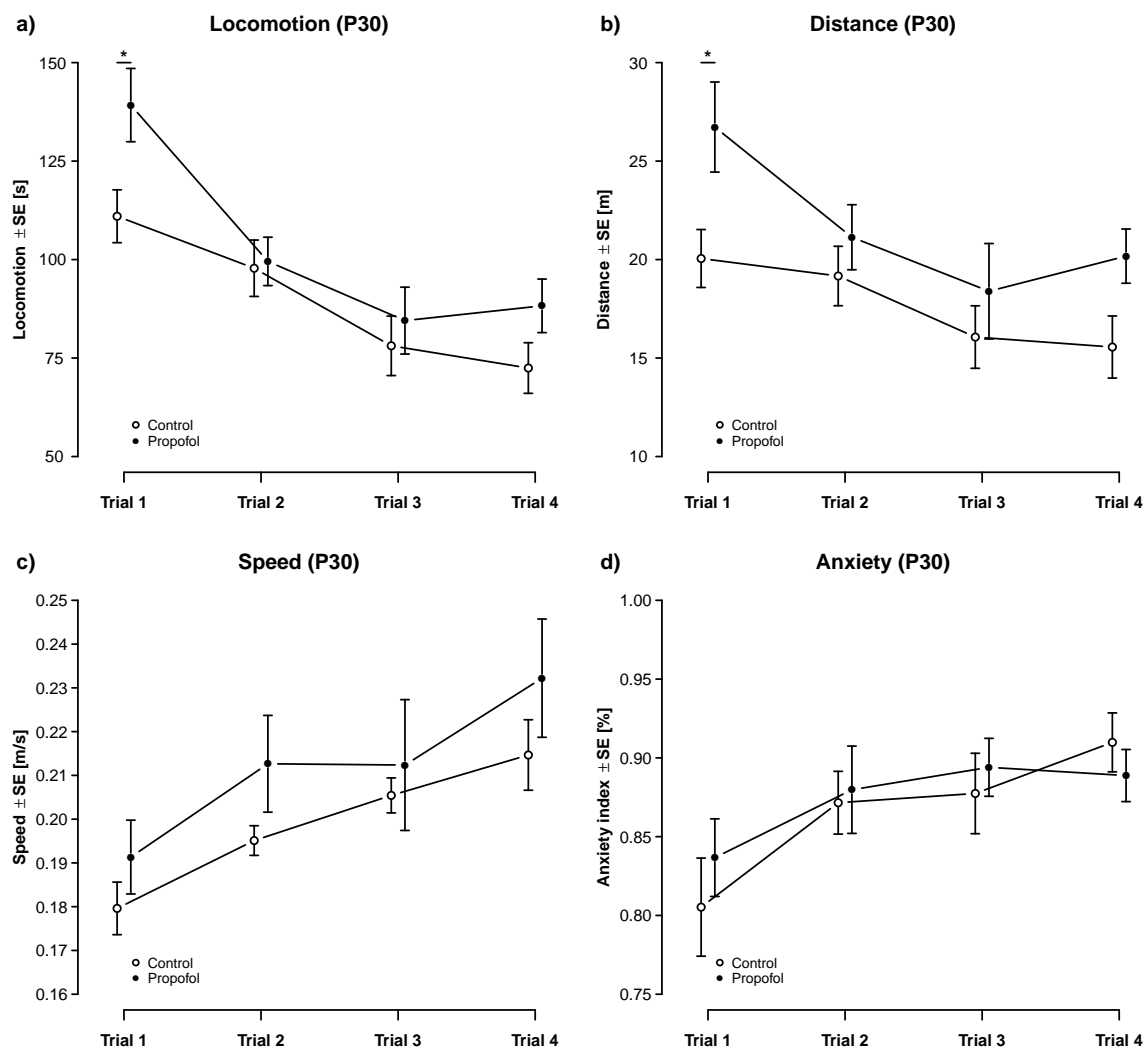 a) Locomotion (P30)
*
150
125
100
75
50
Locomotion ± SE [s]
Control
Propofol
Trial 1 Trial 2 Trial 3 Trial 4
b) Distance (P30)
*
30
25
20
15
10
Distance ± SE [m]
Control
Propofol
Trial 1 Trial 2 Trial 3 Trial 4
c) Speed (P30)
0.25
0.24
0.23
0.22
0.21
0.20
0.19
0.18
0.17
0.16
Speed ± SE [m/s]
Control
Propofol
Trial 1 Trial 2 Trial 3 Trial 4
d) Anxiety (P30)
1.00
0.95
0.90
0.85
0.80
0.75
Anxiety index ± SE [%]
Control
Propofol
Trial 1 Trial 2 Trial 3 Trial 4